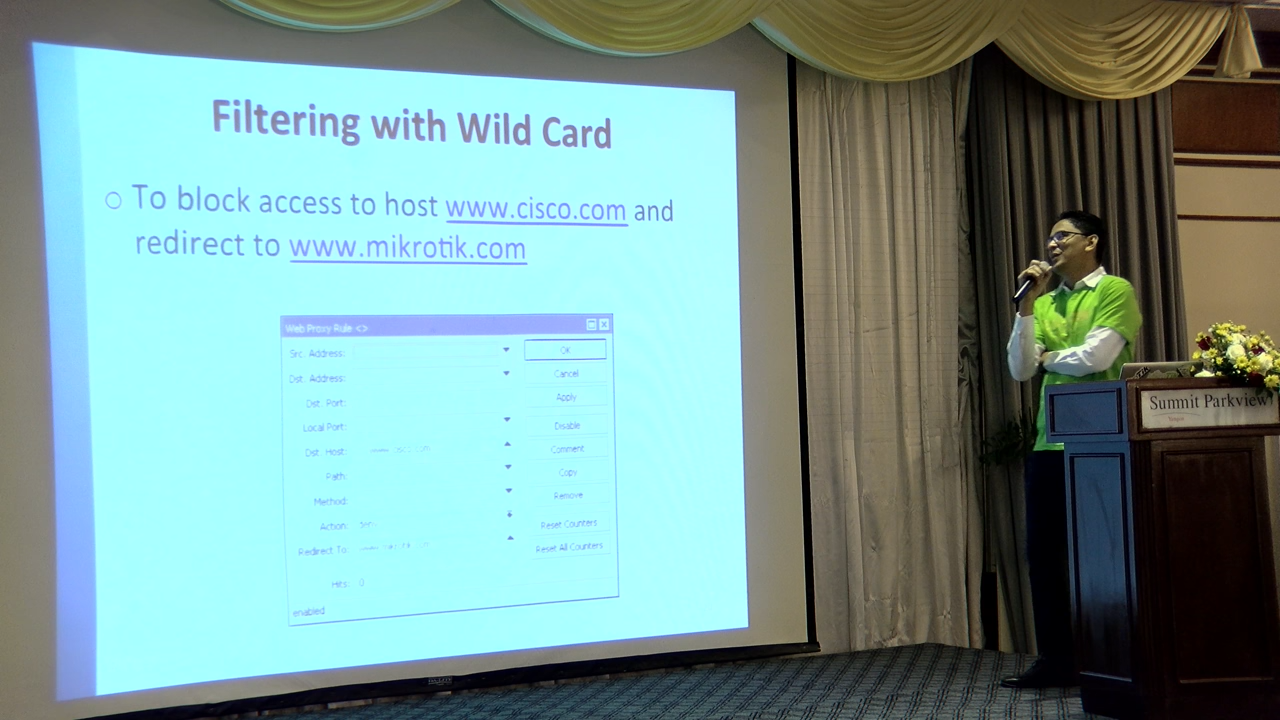 Filtering with Wild Card
○ To block access to host www.cisco.com and
redirect to www.mikrotik.com
Web Proxy Rule <>
Src. Address:
OK
Dst. Address:
Cancel
Dst. Port:
Apply
Local Port:
Disable
Dst. Host:
Comment
Path:
Copy
Method:
Remove
Action:
Reset Counters
Redirect To:
Reset All Counters
Hits: 0
enabled
Summit Parkview